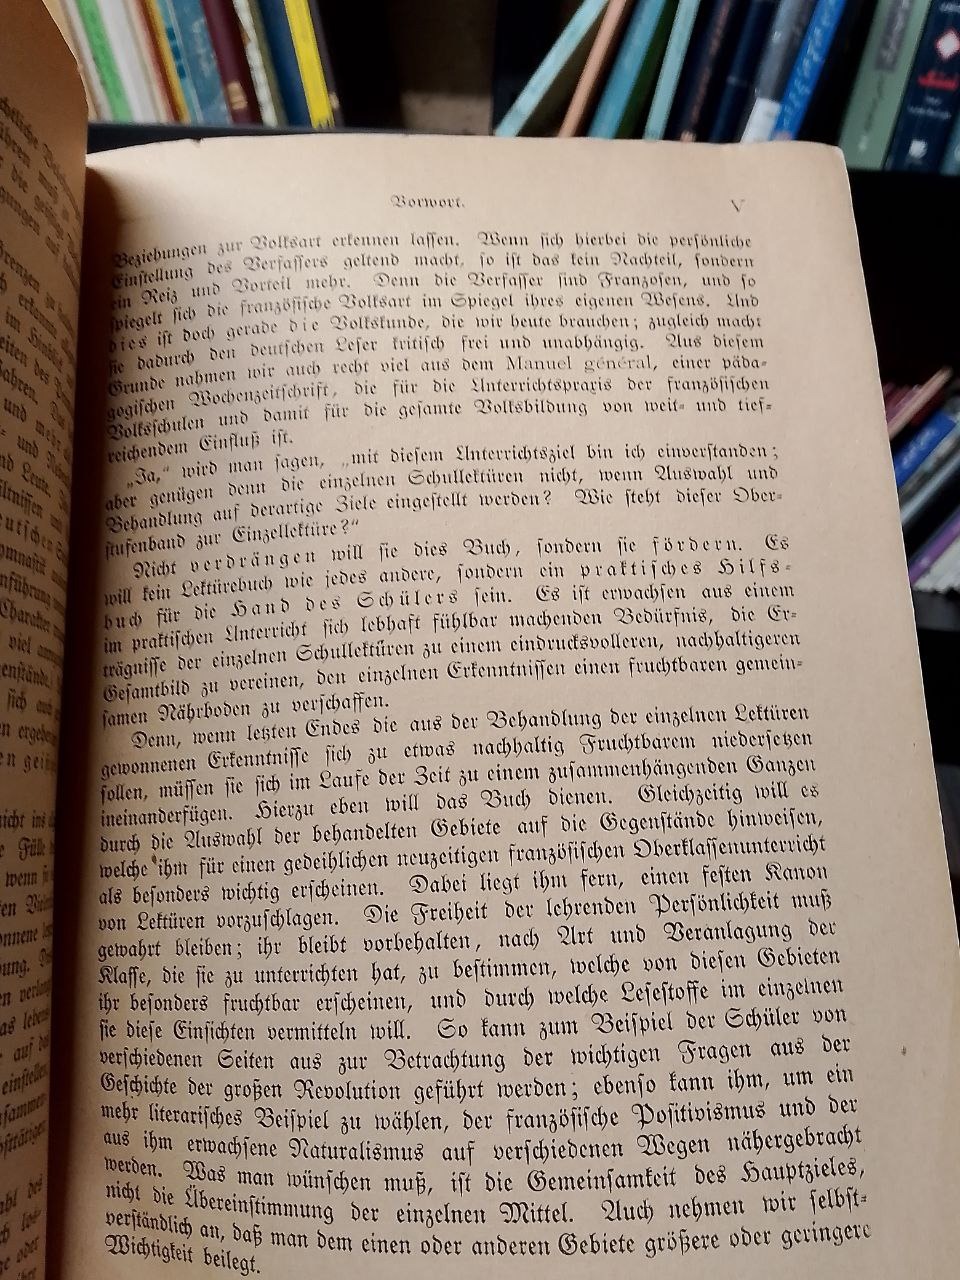 Vorwort.
V
Beziehungen zur Volksart erkennen lassen. Wenn sich hierbei die persönliche
Einstellung des Verfassers geltend macht, so ist das kein Nachteil, sondern
ein Reiz und Vorteil mehr. Denn die Verfasser sind Franzosen, und so
spiegelt sich die französische Volksart im Spiegel ihres eigenen Wesens. Und
dies ist doch gerade die Volkskunde, die wir heute brauchen; zugleich macht
sie dadurch den deutschen Leser kritisch frei und unabhängig. Aus diesem
Grunde nahmen wir auch recht viel aus dem Manuel général, einer päda-
gogischen Wochenzeitschrift, die für die Unterrichtspraxis der französischen
Volksschulen und damit für die gesamte Volksbildung von weit- und tief-
reichendem Einfluß ist.
„Ja,“ wird man sagen, „mit diesem Unterrichtsziel bin ich einverstanden;
aber genügen denn die einzelnen Schullektüren nicht, wenn Auswahl und
Behandlung auf derartige Ziele eingestellt werden? Wie steht dieser Ober-
stufenband zur Einzellektüre?“
Nicht verdrängen will sie dies Buch, sondern sie fördern. Es
will kein Lektürebuch wie jedes andere, sondern ein praktisches Hilfs-
buch für die Hand des Schülers sein. Es ist erwachsen aus einem
im praktischen Unterricht sich lebhaft fühlbar machenden Bedürfnis, die Er-
trägnisse der einzelnen Schullektüren zu einem eindrucksvolleren, nachhaltigeren
Gesamtbild zu vereinen, den einzelnen Erkenntnissen einen fruchtbaren gemein-
samen Nährboden zu verschaffen.
Denn, wenn letzten Endes die aus der Behandlung der einzelnen Lektüren
gewonnenen Erkenntnisse sich zu etwas nachhaltig Fruchtbarem niedersetzen
sollen, müssen sie sich im Laufe der Zeit zu einem zusammenhängenden Ganzen
ineinanderfügen. Hierzu eben will das Buch dienen. Gleichzeitig will es
durch die Auswahl der behandelten Gebiete auf die Gegenstände hinweisen,
welche ihm für einen gedeihlichen neuzeitigen französischen Oberklassenunterricht
als besonders wichtig erscheinen. Dabei liegt ihm fern, einen festen Kanon
von Lektüren vorzuschlagen. Die Freiheit der lehrenden Persönlichkeit muß
gewahrt bleiben; ihr bleibt vorbehalten, nach Art und Veranlagung der
Klasse, die sie zu unterrichten hat, zu bestimmen, welche von diesen Gebieten
ihr besonders fruchtbar erscheinen, und durch welche Lesestoffe im einzelnen
sie diese Einsichten vermitteln will. So kann zum Beispiel der Schüler von
verschiedenen Seiten aus zur Betrachtung der wichtigen Fragen aus der
Geschichte der großen Revolution geführt werden; ebenso kann ihm, um ein
mehr literarisches Beispiel zu wählen, der französische Positivismus und der
aus ihm erwachsene Naturalismus auf verschiedenen Wegen nähergebracht
werden. Was man wünschen muß, ist die Gemeinsamkeit des Hauptzieles,
nicht die Übereinstimmung der einzelnen Mittel. Auch nehmen wir selbst-
verständlich an, daß man dem einen oder anderen Gebiete größere oder geringere
Wichtigkeit beilegt.